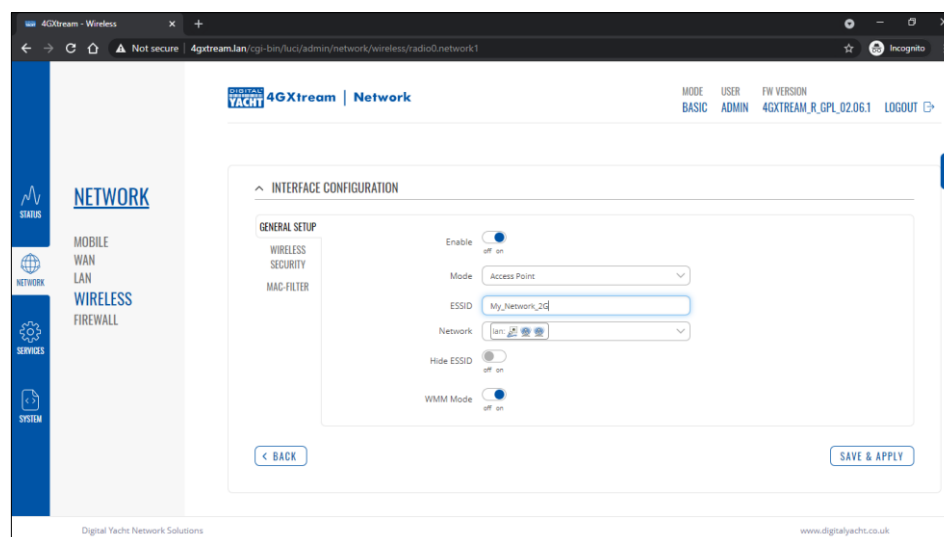 4GXtream - Wireless
Not secure 4gxtream.lan/cgi-bin/luci/admin/network/wireless/radio0.network1 Incognito
DIGITAL YACHT 4GXtream | Network
MODE USER FW VERSION
BASIC ADMIN 4GXTREAM_R_GPL_02.06.1 LOGOUT
STATUS
NETWORK
SERVICES
SYSTEM
NETWORK
MOBILE
WAN
LAN
WIRELESS
FIREWALL
INTERFACE CONFIGURATION
GENERAL SETUP
WIRELESS
SECURITY
MAC-FILTER
Enable
off on
Mode Access Point
ESSID My_Network_2G
Network lan:
Hide ESSID
off on
WMM Mode
off on
< BACK
SAVE & APPLY
Digital Yacht Network Solutions www.digitalyacht.co.uk